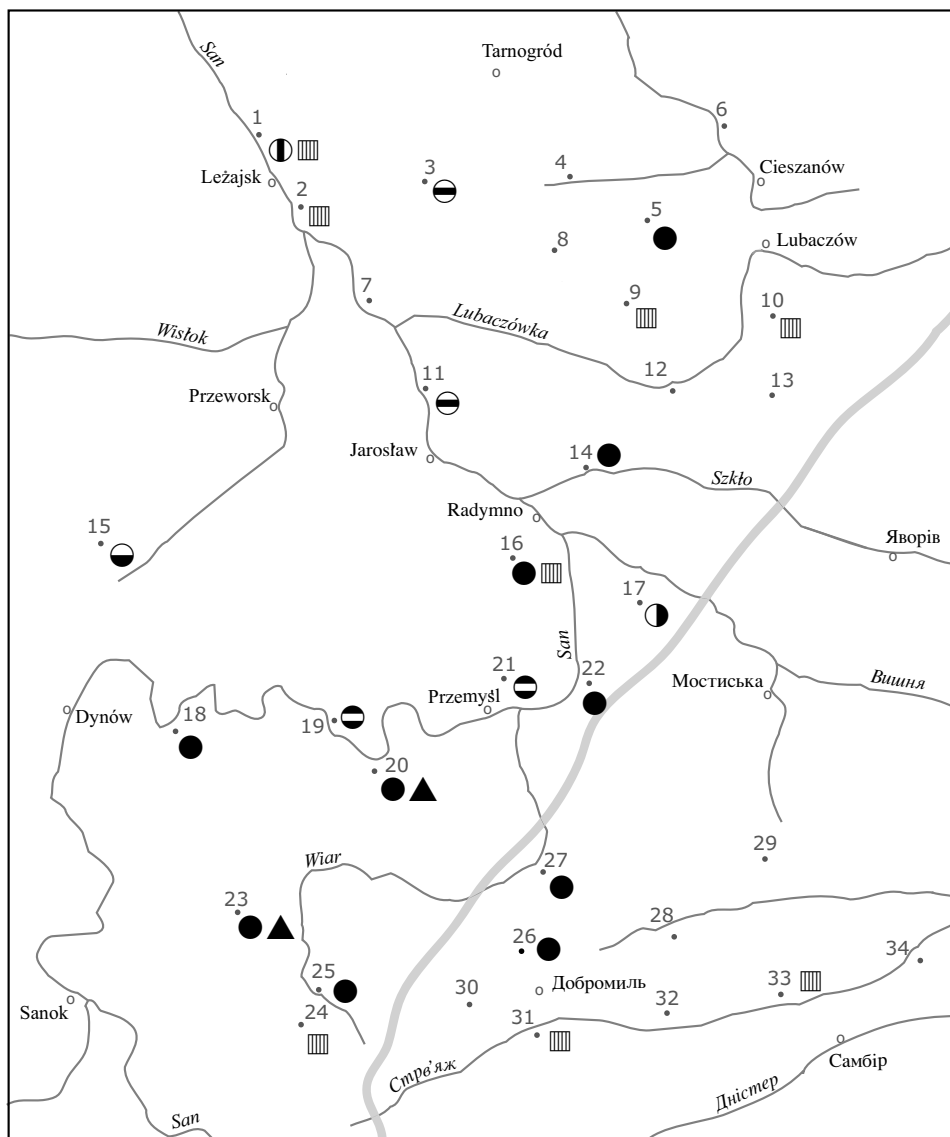 San
Tarnogród
1
6
3
4
Cieszanów
Leżajsk
2
5
8
Lubaczów
7
9
10
Lubaczówka
Wisłok
11
12
13
Przeworsk
Jarosław
14
Szkło
Radymno
15
16
Яворів
17
San
21
22
Przemyśl
Мостиська
Вишня
Dynów
18
19
20
Wiar
27
29
23
28
26
34
25
33
Sanok
30
Добромиль
32
24
31
Самбір
Стрв'яж
Дністер
San